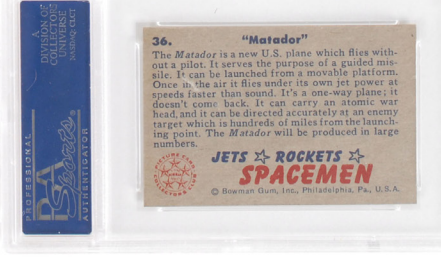 A
DIVISION OF
COLLECTORS
UNIVERSE
NASDAQ: CLCT
PROFESSIONAL
PSA
Sports
AUTHENTICATOR
36. "Matador"
The Matador is a new U.S. plane which flies with-
out a pilot. It serves the purpose of a guided mis-
sile. It can be launched from a movable platform.
Once in the air it flies under its own jet power at
speeds faster than sound. It's a one-way plane; it
doesn't come back. It can carry an atomic war
head, and it can be directed accurately at an enemy
target which is hundreds of miles from the launch-
ing point. The Matador will be produced in large
numbers.
JETS ROCKETS
SPACEMEN
© Bowman Gum, Inc., Philadelphia, Pa., U.S.A.